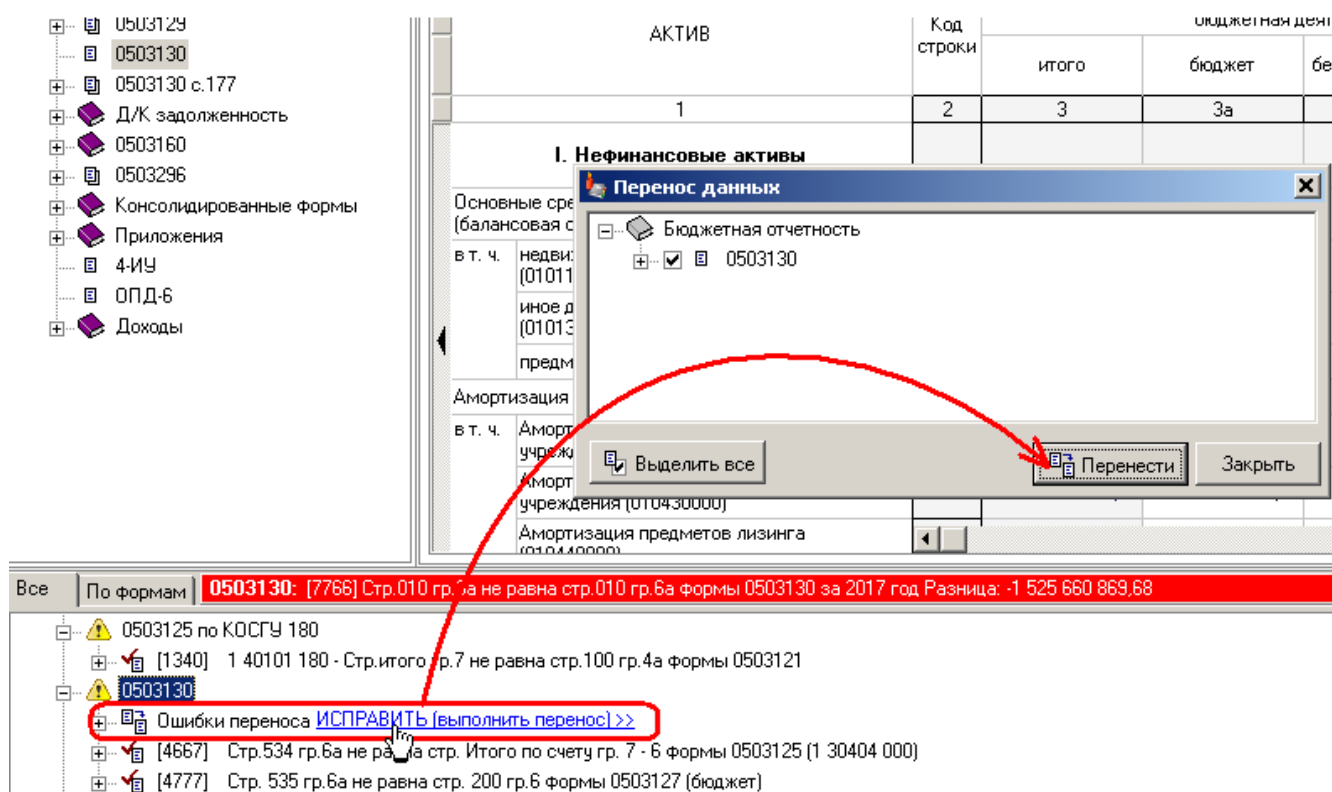 0503129
0503130
0503130 с.177
Д/К задолженность
0503160
0503296
Консолидированные формы
Приложения
4-ИУ
ОПД-6
Доходы
АКТИВ
Код
строки
бюджетная
итого
бюджет
бе
1
2
3
3а
I. Нефинансовые активы
Основные сре
(балансовая с
в т. ч.
недвиж
(01011
иное д
(01013
предм
Амортизация
в т. ч.
Аморт
учреж
Аморт
учреждения (010430000)
Амортизация предметов лизинга
(010440000)
Перенос данных
Бюджетная отчетность
0503130
Выделить все
Перенести
Закрыть
Все
По формам
0503130: [7766] Стр.010 гр.3а не равна стр.010 гр.6а формы 0503130 за 2017 год Разница: -1 525 660 869,68
0503125 по КОСГУ 180
[1340] 1 40101 180 - Стр.итого гр.7 не равна стр.100 гр.4а формы 0503121
0503130
Ошибки переноса ИСПРАВИТЬ (выполнить перенос) >>
[4667] Стр.534 гр.6а не равна стр. Итого по счету гр. 7 - 6 формы 0503125 (1 30404 000)
[4777] Стр. 535 гр.6а не равна стр. 200 гр.6 формы 0503127 (бюджет)